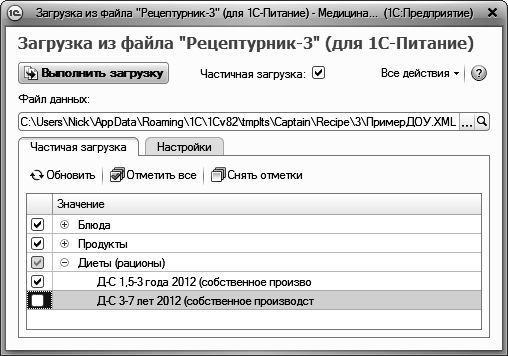 Загрузка из файла "Рецептурник-3" (для 1С-Питание) - Медицина... (1С:Предприятие)
Загрузка из файла "Рецептурник-3" (для 1С-Питание)
Выполнить загрузку Частичная загрузка: Все действия
Файл данных:
C:\Users\Nick\AppData\Roaming\1C\1Cv82\tmplts\Captain\Recipe\3\ПримерДОУ.XML ...
Частичая загрузка Настройки
Обновить Отметить все Снять отметки
Значение
Блюда
Продукты
Диеты (рационы)
Д-С 1,5-3 года 2012 (собственное произво
Д-С 3-7 лет 2012 (собственное производст